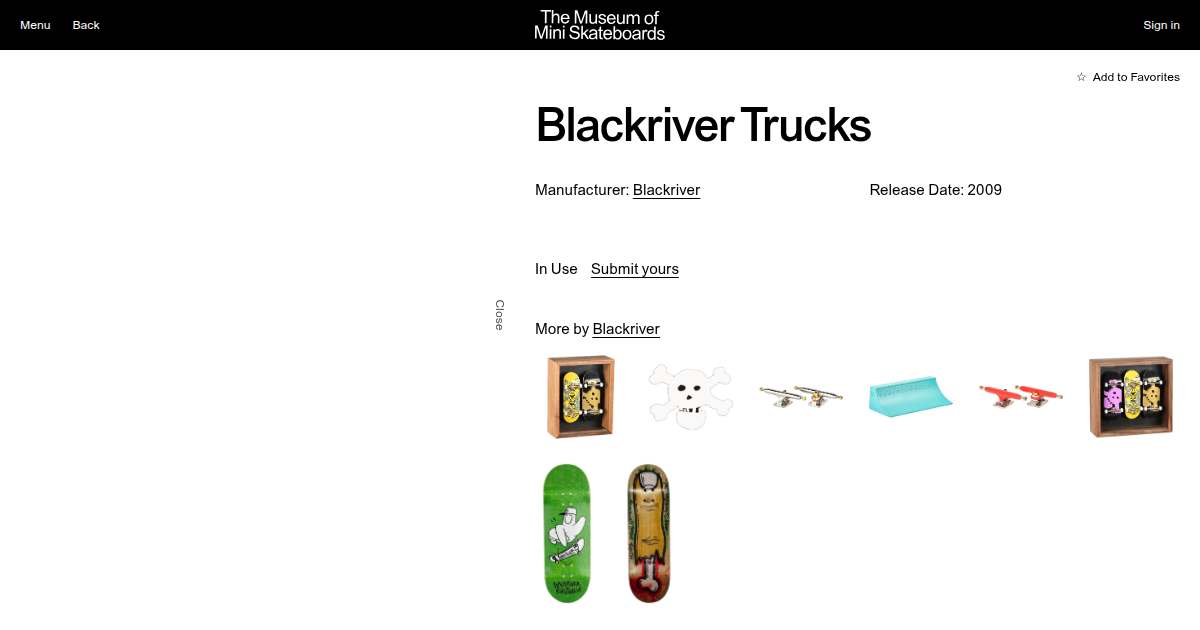 Menu
Back
The Museum of
Mini Skateboards
Sign in
☆ Add to Favorites
Blackriver Trucks
Manufacturer: Blackriver
Release Date: 2009
In Use
Submit yours
Close
More by Blackriver